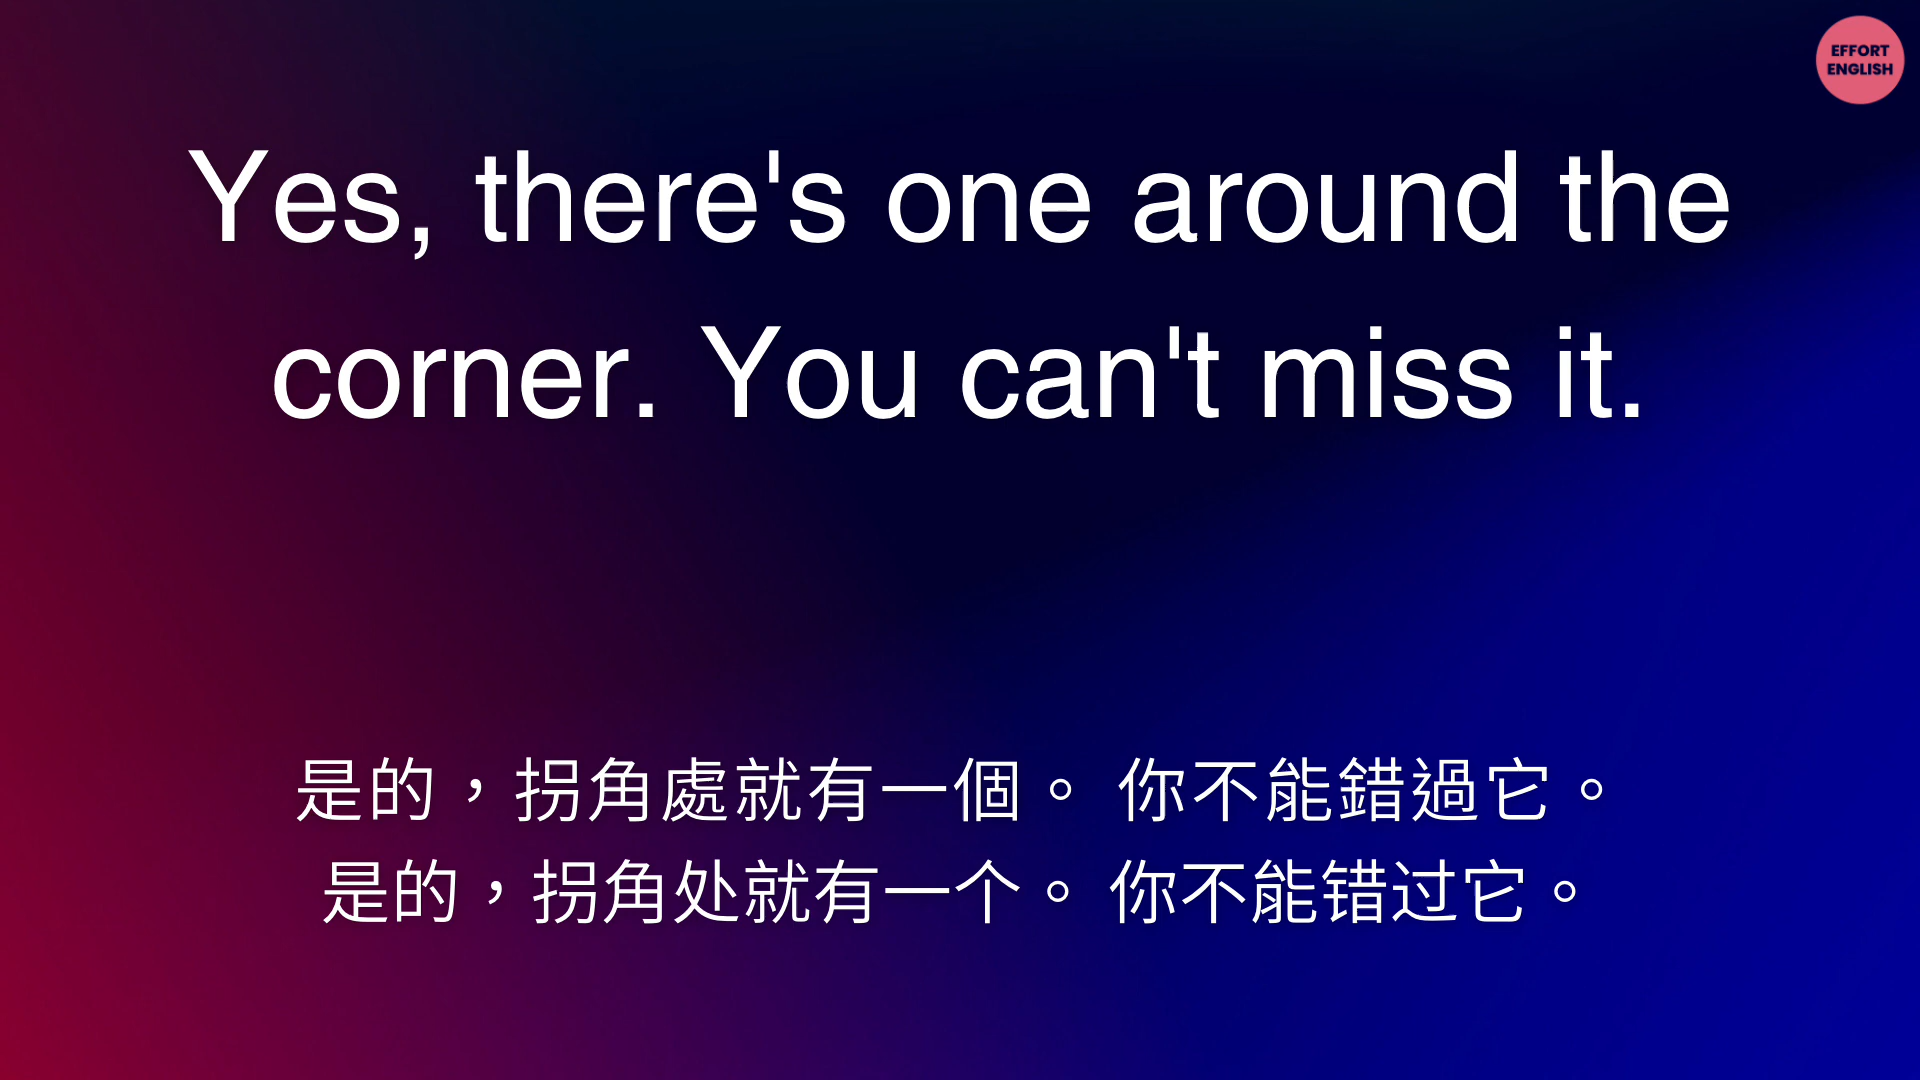 EFFORT
ENGLISH
Yes, there's one around the
corner. You can't miss it.
是的，拐角處就有一個。 你不能錯過它。
是的，拐角处就有一个。 你不能错过它。